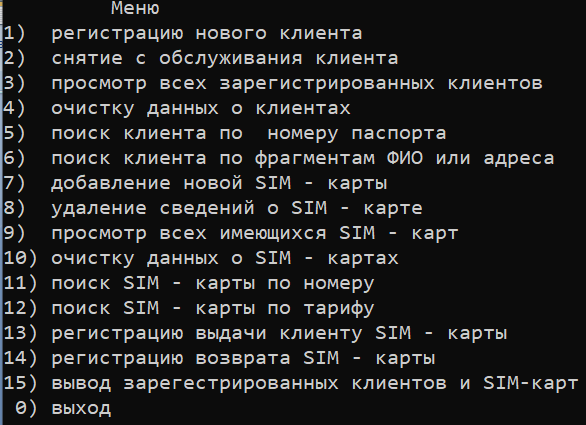 Меню
1) регистрацию нового клиента
2) снятие с обслуживания клиента
3) просмотр всех зарегистрированных клиентов
4) очистку данных о клиентах
5) поиск клиента по  номеру паспорта
6) поиск клиента по фрагментам ФИО или адреса
7) добавление новой SIM - карты
8) удаление сведений о SIM - карте
9) просмотр всех имеющихся SIM - карт
10) очистку данных о SIM - картах
11) поиск SIM - карты по номеру
12) поиск SIM - карты по тарифу
13) регистрацию выдачи клиенту SIM - карты
14) регистрацию возврата SIM - карты
15) вывод зарегестрированных клиентов и SIM-карт
0) выход